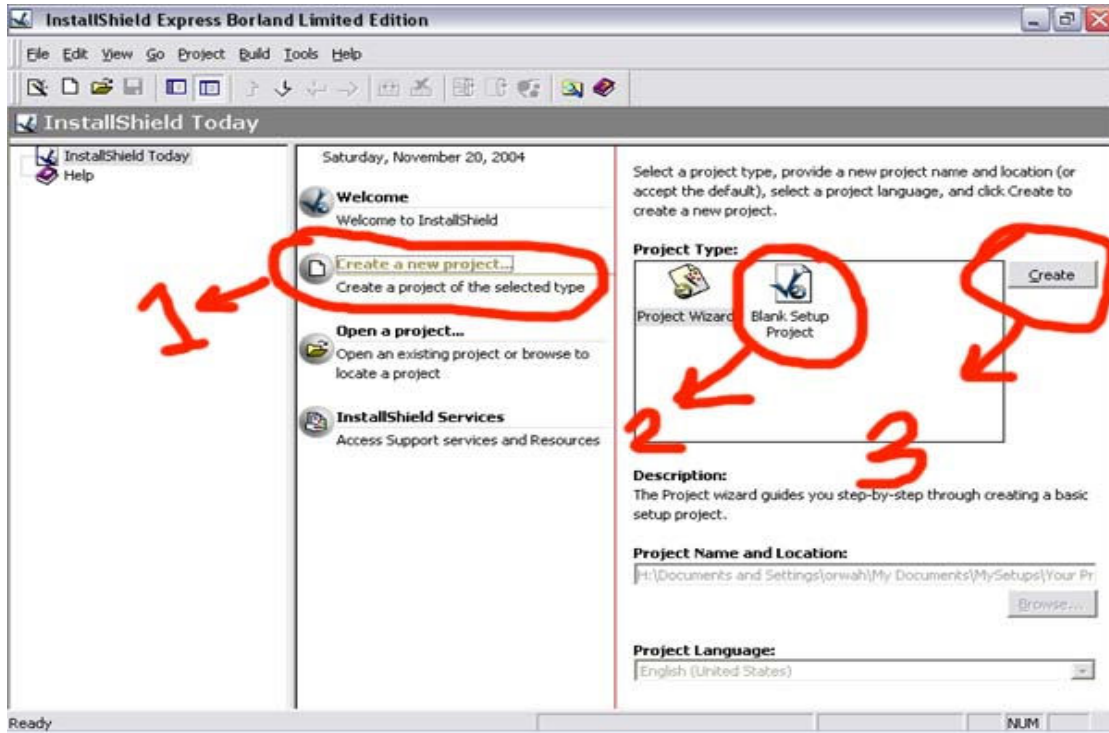 InstallShield Express Borland Limited Edition
File Edit View Go Project Build Tools Help
InstallShield Today
InstallShield Today
Help
Saturday, November 20, 2004
Welcome
Welcome to InstallShield
Create a new project...
Create a project of the selected type
Open a project...
Open an existing project or browse to
locate a project
InstallShield Services
Access Support services and Resources
1
Select a project type, provide a new project name and location (or
accept the default), select a project language, and click Create to
create a new project.
Project Type:
Project Wizard
Blank Setup
Project
Create
2
3
Description:
The Project wizard guides you step-by-step through creating a basic
setup project.
Project Name and Location:
H:\Documents and Settings\orwah\My Documents\MySetups\Your Pr
Browse...
Project Language:
English (United States)
Ready
NUM